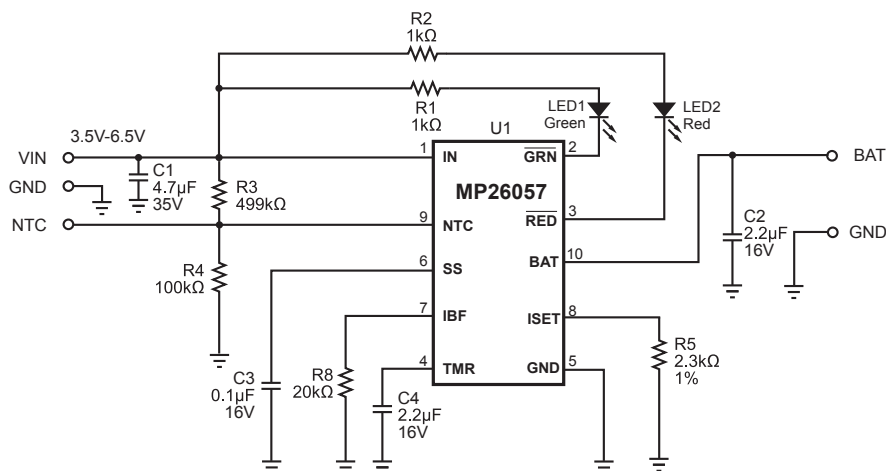 R2
1kΩ
R1
1kΩ
LED1
Green
LED2
Red
3.5V-6.5V
U1
VIN
1
IN
GRN
2
BAT
GND
C1
4.7μF
35V
R3
499kΩ
MP26057
NTC
9
NTC
RED
3
C2
2.2μF
16V
GND
R4
100kΩ
6
SS
BAT
10
7
IBF
ISET
8
R5
2.3kΩ
1%
C3
0.1μF
16V
R8
20kΩ
4
TMR
GND
5
C4
2.2μF
16V